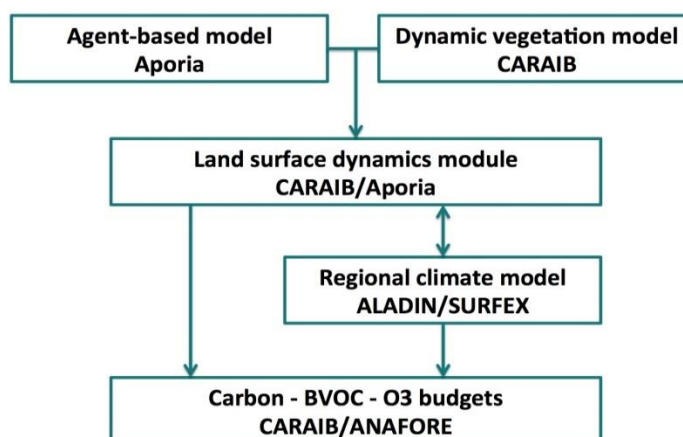 Agent-based model
Aporia
Dynamic vegetation model
CARAIB
Land surface dynamics module
CARAIB/Aporia
Regional climate model
ALADIN/SURFEX
Carbon - BVOC - O3 budgets
CARAIB/ANAFORE